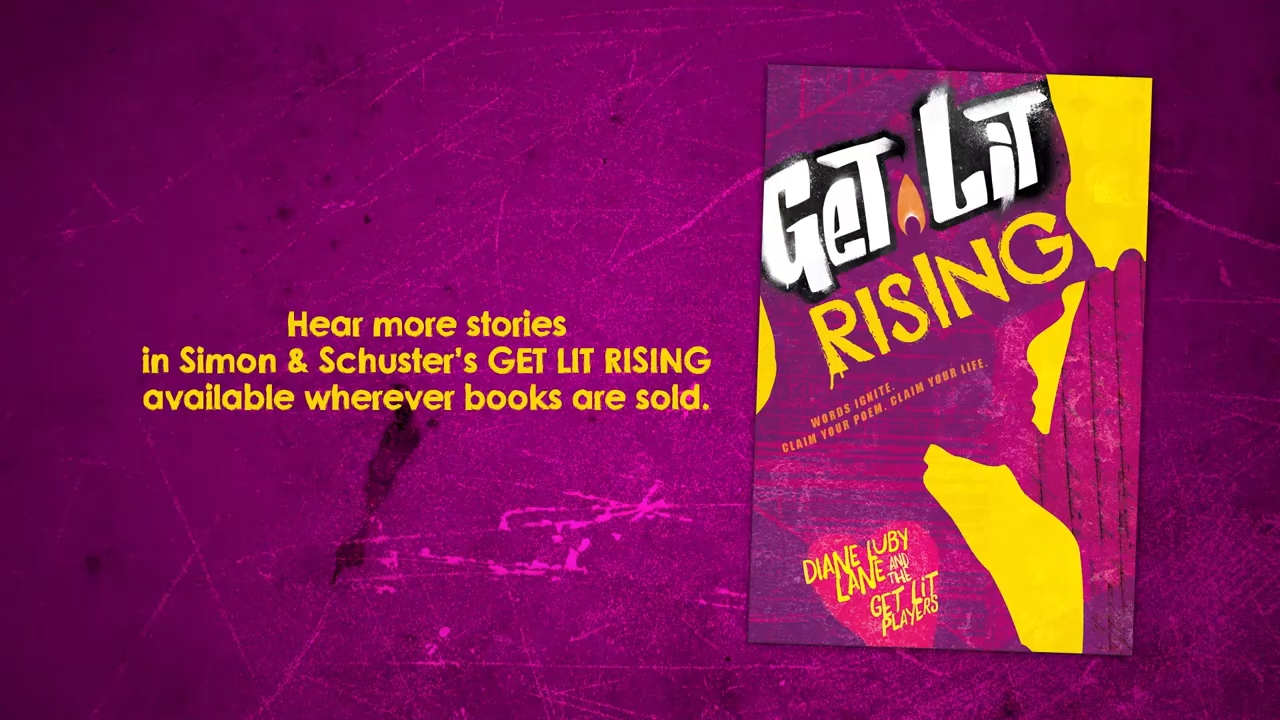 Hear more stories
in Simon & Schuster's GET LIT RISING
available wherever books are sold.
GET LIT
RISING
WORDS IGNITE.
CLAIM YOUR POEM. CLAIM YOUR LIFE.
DIANE LUBY
LANE AND
THE
GET LIT
PLAYERS